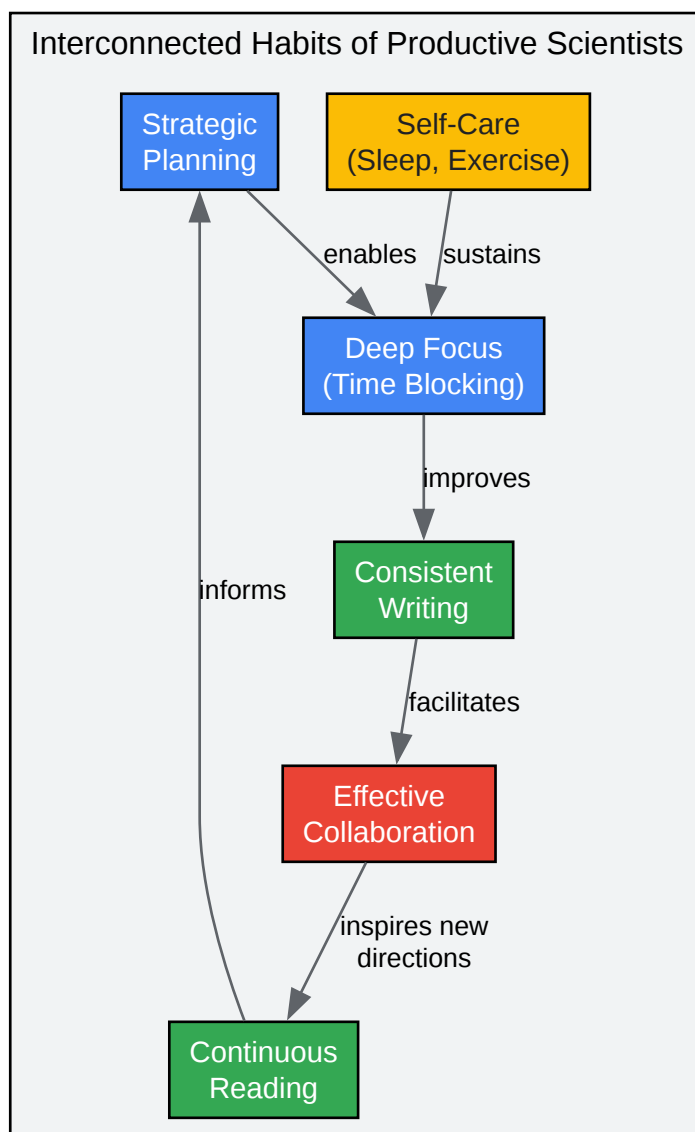 Interconnected Habits of Productive Scientists
Strategic
Planning
Self-Care
(Sleep, Exercise)
enables
sustains
Deep Focus
(Time Blocking)
improves
Consistent
Writing
informs
facilitates
Effective
Collaboration
inspires new
directions
Continuous
Reading